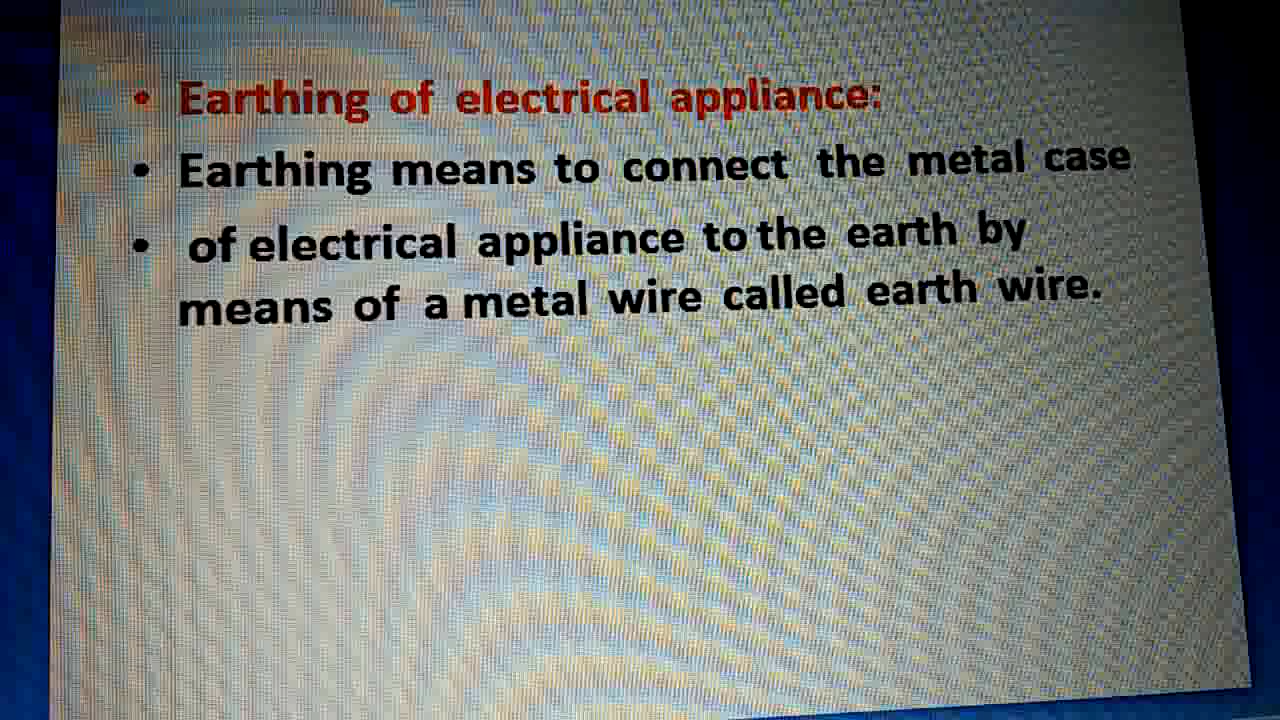 • Earthing of electrical appliance:
• Earthing means to connect the metal case
• of electrical appliance to the earth by
means of a metal wire called earth wire.